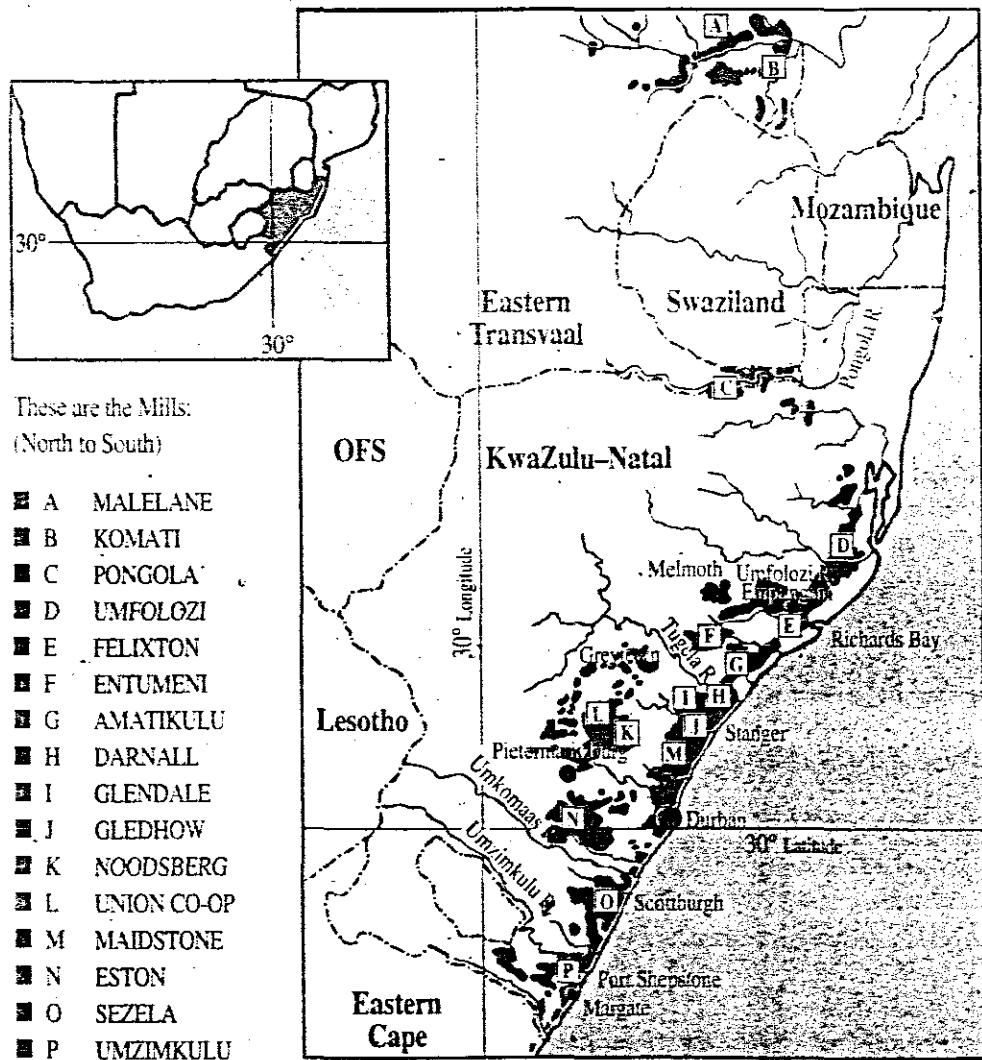 A
B
Mozambique
30°
30°
Eastern
Transvaal
Swaziland
Pongola R.
C
These are the Mills:
(North to South)
OFS
KwaZulu–Natal
A MALELANE
B KOMATI
C PONGOLA
D UMFOLOZI
E FELIXTON
F ENTUMENI
G AMATIKULU
H DARNALL
I GLENDALE
J GLEDHOW
K NOODSBERG
L UNION CO-OP
M MAIDSTONE
N ESTON
O SEZELA
P UMZIMKULU
30° Longitude
D
Melmoth
Umfolozi
E
F
Richards Bay
Tugela R.
G
Greytown
I
H
Lesotho
L
K
J
Stanger
M
Umkomaas
N
Durban
30° Latitude
Umzimkulu R.
O
Scottburgh
P
Port Shepstone
Margate
Eastern
Cape